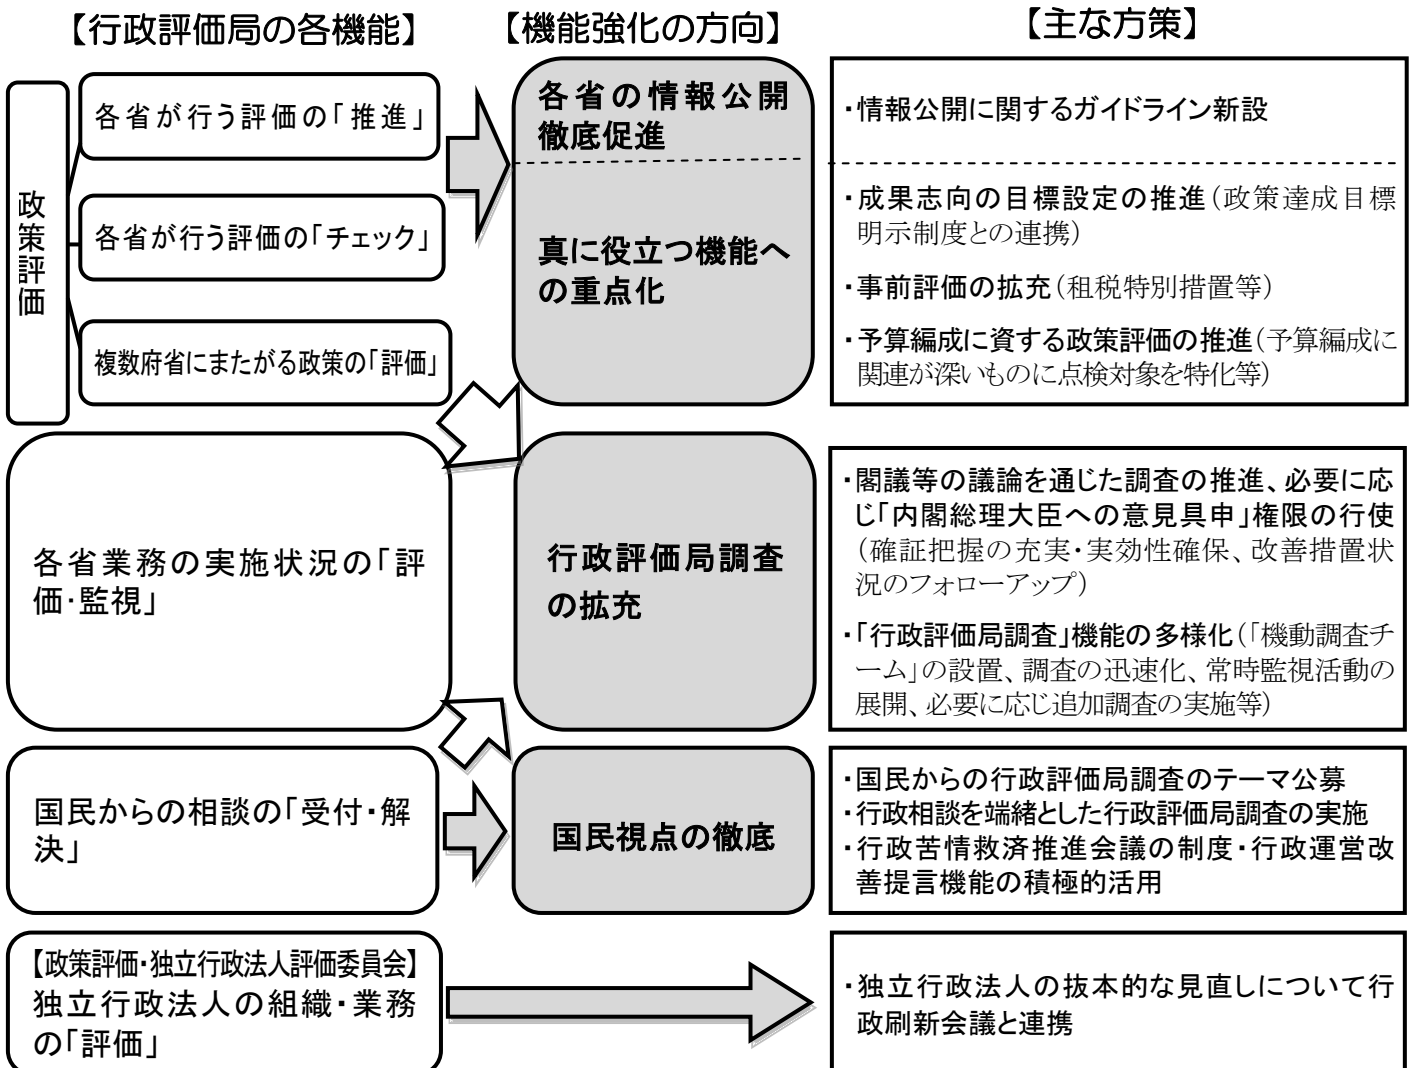 【行政評価局の各機能】
【機能強化の方向】
【主な方策】
政策評価
各省が行う評価の「推進」
各省が行う評価の「チェック」
複数府省にまたがる政策の「評価」
各省の情報公開
徹底促進
真に役立つ機能へ
の重点化
・情報公開に関するガイドライン新設
・成果志向の目標設定の推進（政策達成目標
明示制度との連携）
・事前評価の拡充（租税特別措置等）
・予算編成に資する政策評価の推進（予算編成に
関連が深いものに点検対象を特化等）
各省業務の実施状況の「評
価・監視」
行政評価局調査
の拡充
・閣議等の議論を通じた調査の推進、必要に応
じ「内閣総理大臣への意見具申」権限の行使
（確証把握の充実・実効性確保、改善措置状
況のフォローアップ）
・「行政評価局調査」機能の多様化（「機動調査チ
ーム」の設置、調査の迅速化、常時監視活動の
展開、必要に応じ追加調査の実施等）
国民からの相談の「受付・解
決」
国民視点の徹底
・国民からの行政評価局調査のテーマ公募
・行政相談を端緒とした行政評価局調査の実施
・行政苦情救済推進会議の制度・行政運営改
善提言機能の積極的活用
【政策評価・独立行政法人評価委員会】
独立行政法人の組織・業務
の「評価」
・独立行政法人の抜本的な見直しについて行
政刷新会議と連携